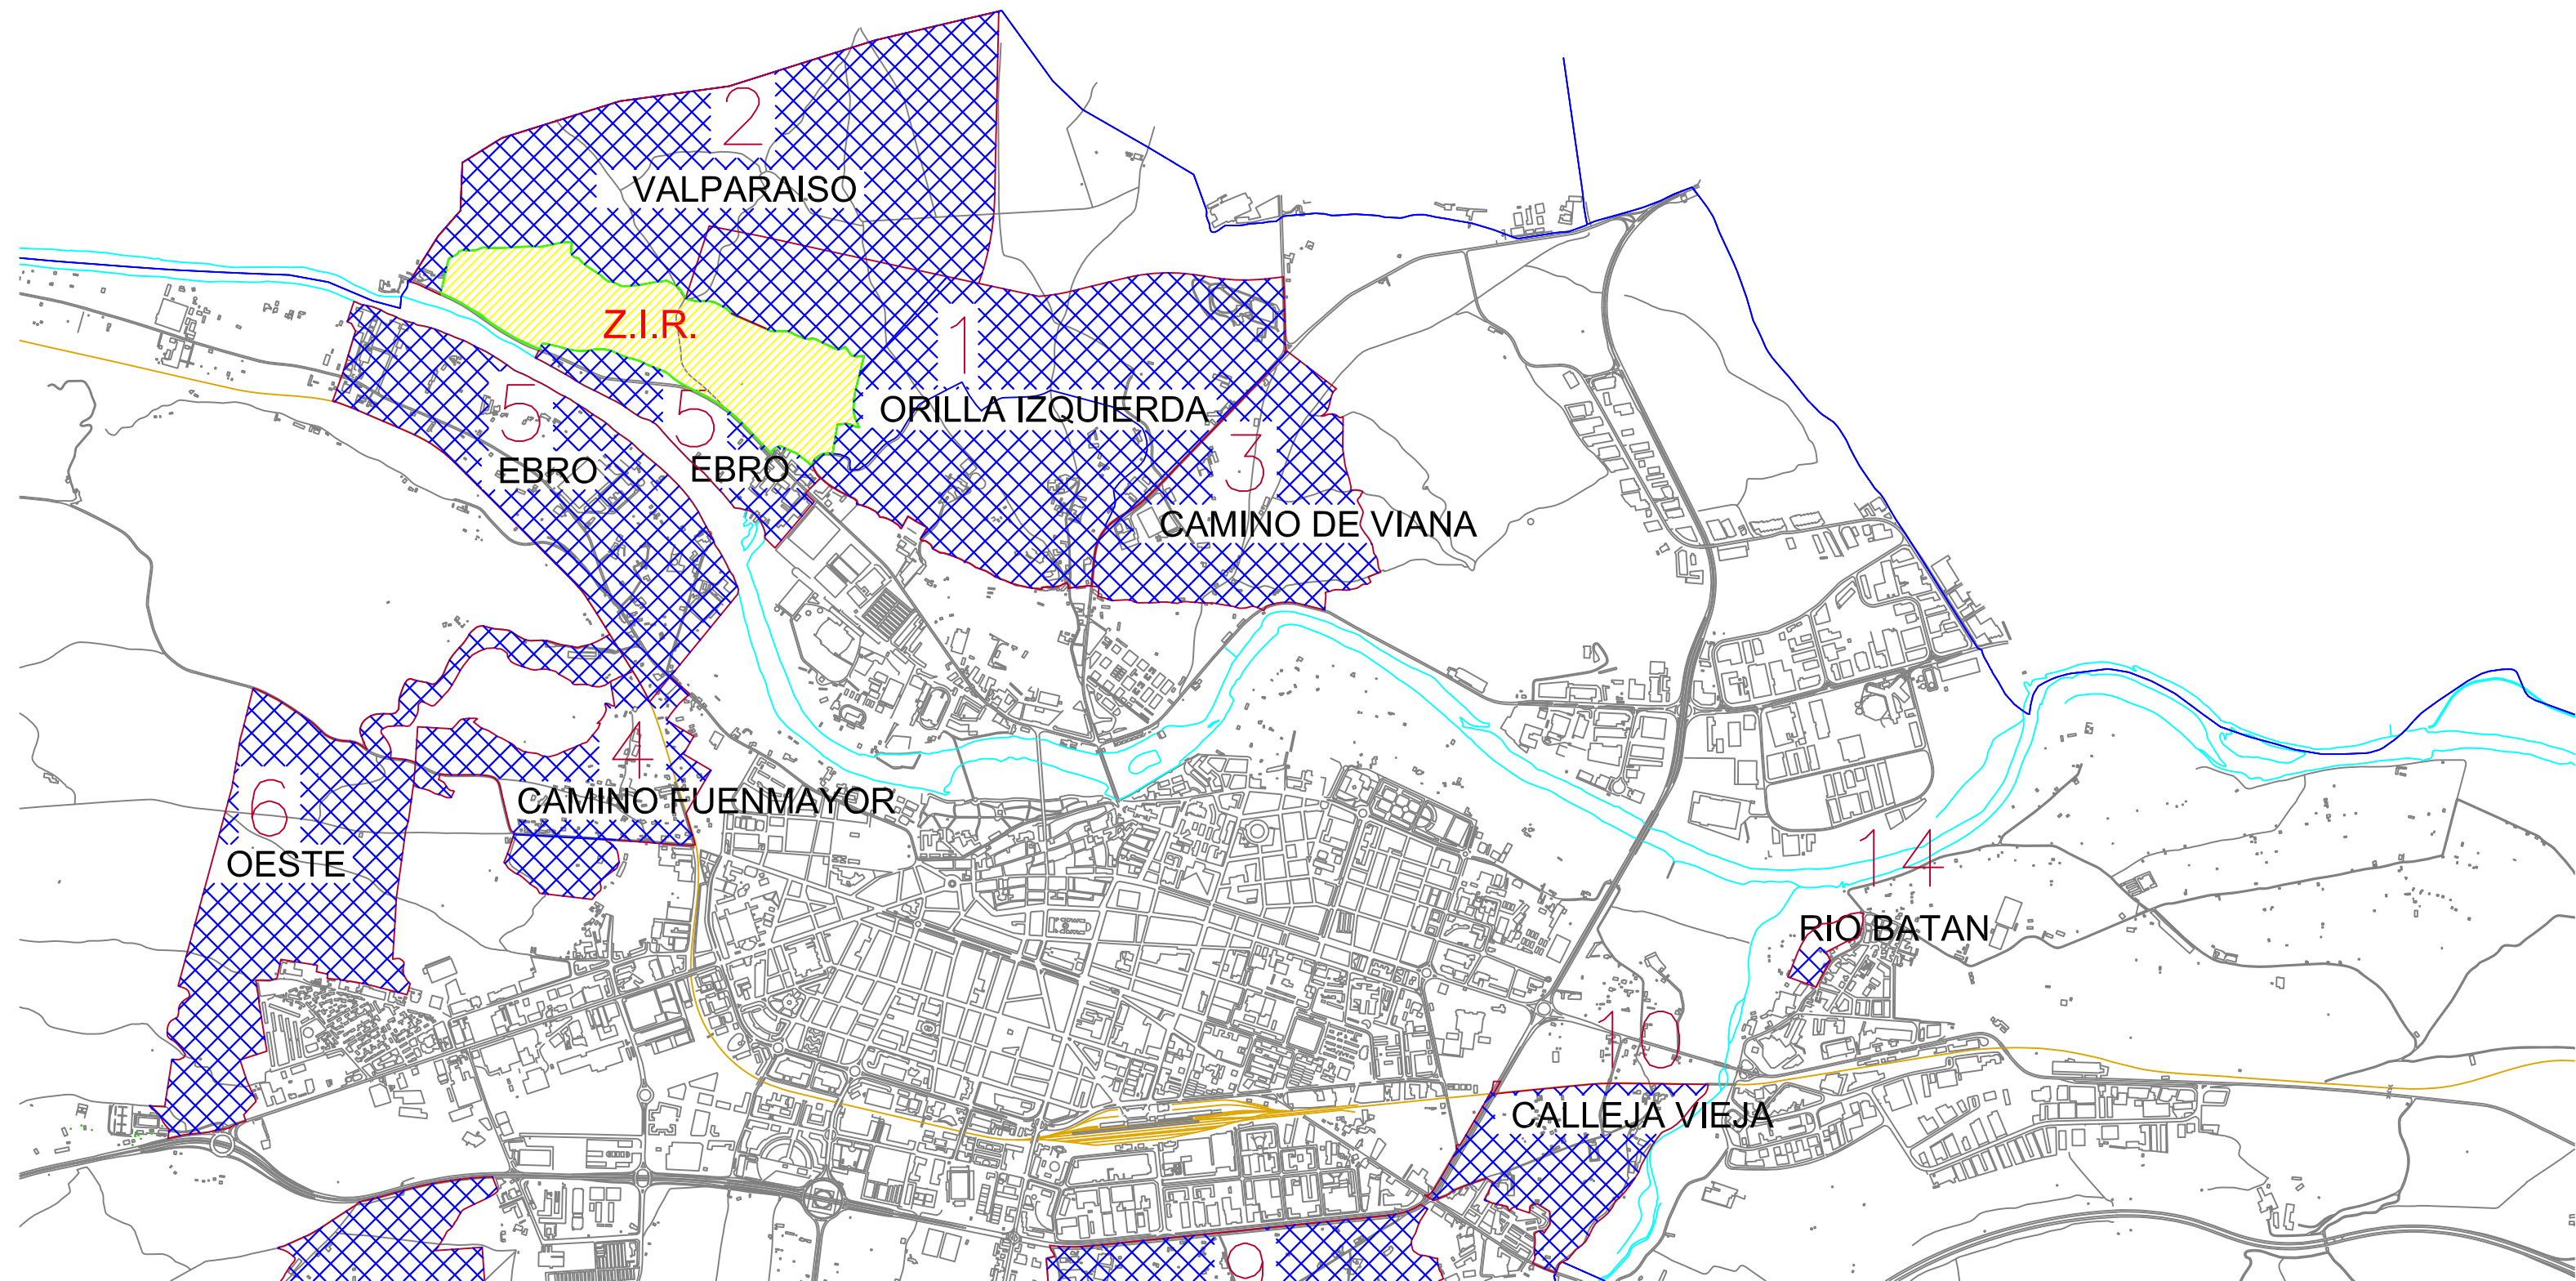 2
VALPARAISO
Z.I.R.
1
ORILLA IZQUIERDA
5
EBRO
5
EBRO
3
CAMINO DE VIANA
4
CAMINO FUENMAYOR
6
OESTE
14
RIO BATAN
10
CALLEJA VIEJA